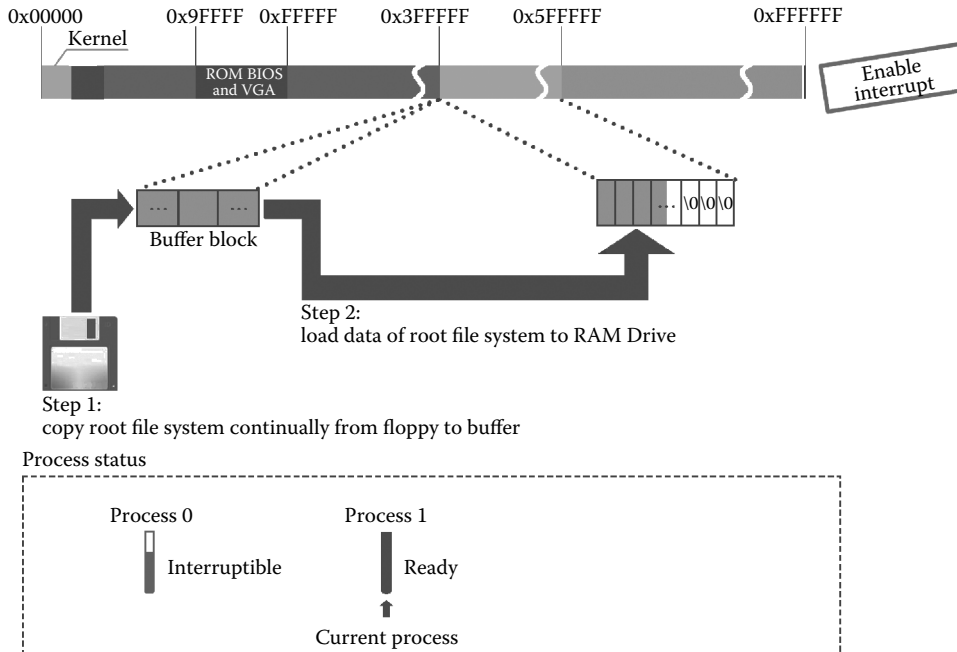 0x00000 0x9FFFF 0xFFFFF 0x3FFFFF 0x5FFFFF 0xFFFFFF
Kernel
ROM BIOS
and VGA
Enable
interrupt
... ...
... \0 \0 \0
Buffer block
Step 2:
load data of root file system to RAM Drive
Step 1:
copy root file system continually from floppy to buffer
Process status
Process 0 Process 1
Interruptible Ready
Current process